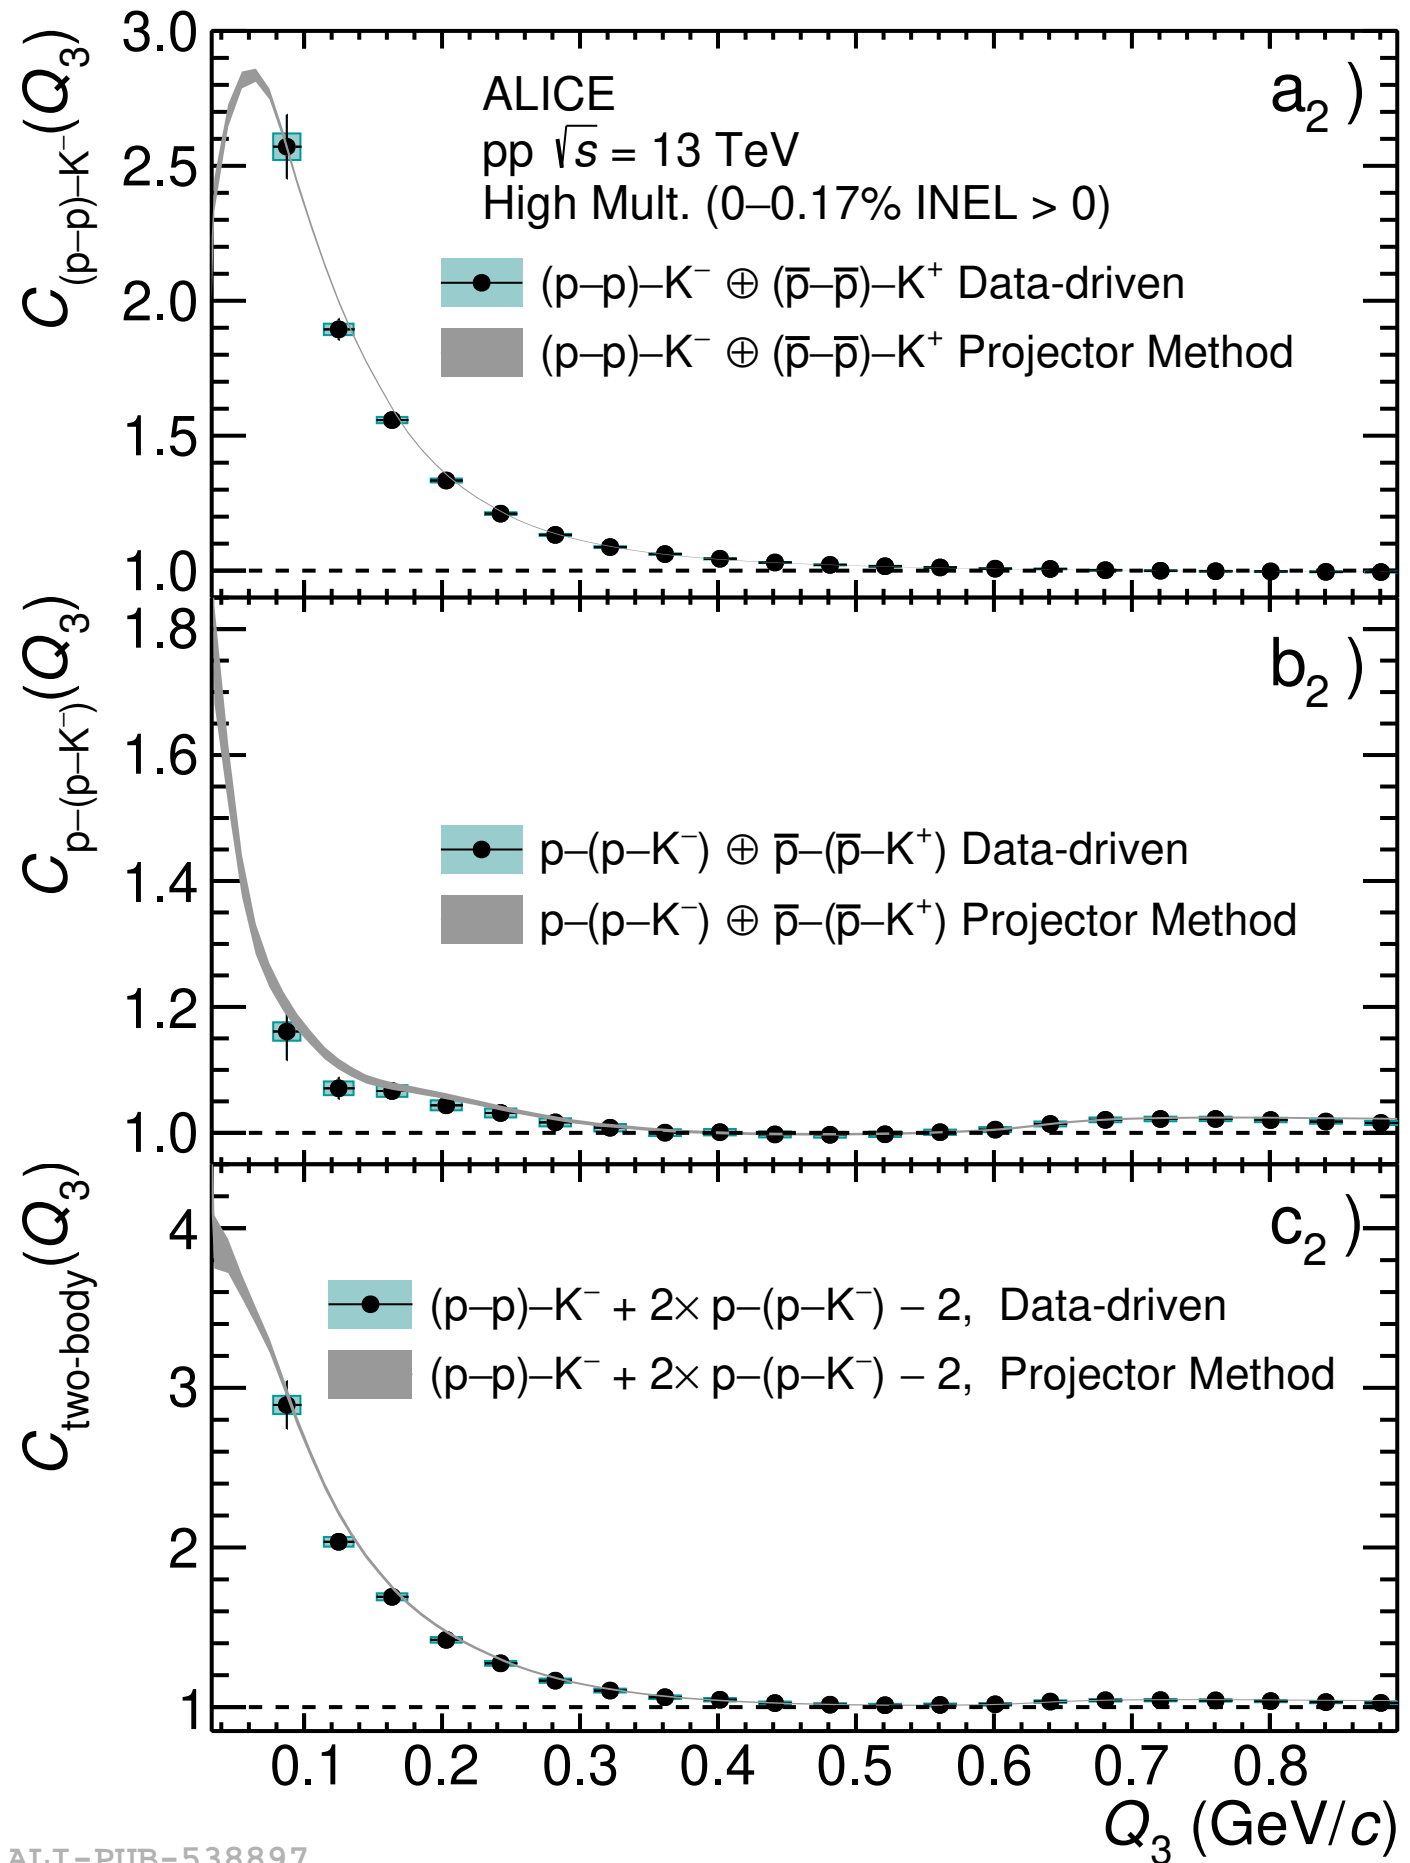 C(p–p)–K−(Q3)
3.0
2.5
2.0
1.5
1.0
a2)
ALICE
pp √s = 13 TeV
High Mult. (0–0.17% INEL > 0)
(p–p)–K− ⊕ (p̅–p̅)–K+ Data-driven
(p–p)–K− ⊕ (p̅–p̅)–K+ Projector Method
Cp–(p–K−)(Q3)
1.8
1.6
1.4
1.2
1.0
b2)
p–(p–K−) ⊕ p̅–(p̅–K+) Data-driven
p–(p–K−) ⊕ p̅–(p̅–K+) Projector Method
Ctwo-body(Q3)
4
3
2
1
c2)
(p–p)–K− + 2× p–(p–K−) − 2, Data-driven
(p–p)–K− + 2× p–(p–K−) − 2, Projector Method
0.1 0.2 0.3 0.4 0.5 0.6 0.7 0.8
Q3 (GeV/c)
ALI-PUB-538897